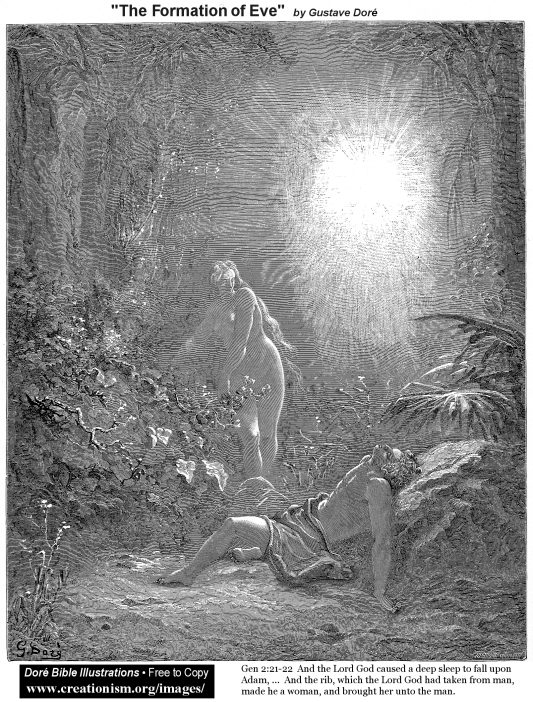 "The Formation of Eve" by Gustave Doré
G. Doré
Doré Bible Illustrations • Free to Copy
www.creationism.org/images/
Gen 2:21-22 And the Lord God caused a deep sleep to fall upon
Adam, ... And the rib, which the Lord God had taken from man,
made he a woman, and brought her unto the man.